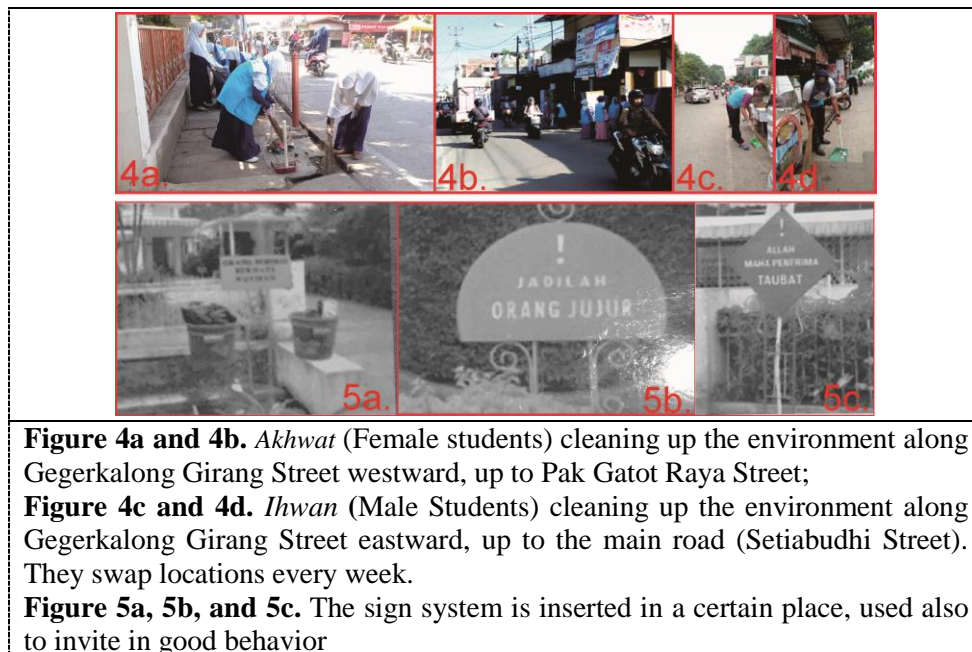 4a.
4b.
4c.
4d
ORANG
5a.
!
JADILAH
ORANG JUJUR
5b.
!
ALLAH
MAHA PENERIMA
TAUBAT
5c.
Figure 4a and 4b. Akhwat (Female students) cleaning up the environment along
Gegerkalong Girang Street westward, up to Pak Gatot Raya Street;
Figure 4c and 4d. Ihwan (Male Students) cleaning up the environment along
Gegerkalong Girang Street eastward, up to the main road (Setiabudhi Street).
They swap locations every week.
Figure 5a, 5b, and 5c. The sign system is inserted in a certain place, used also
to invite in good behavior